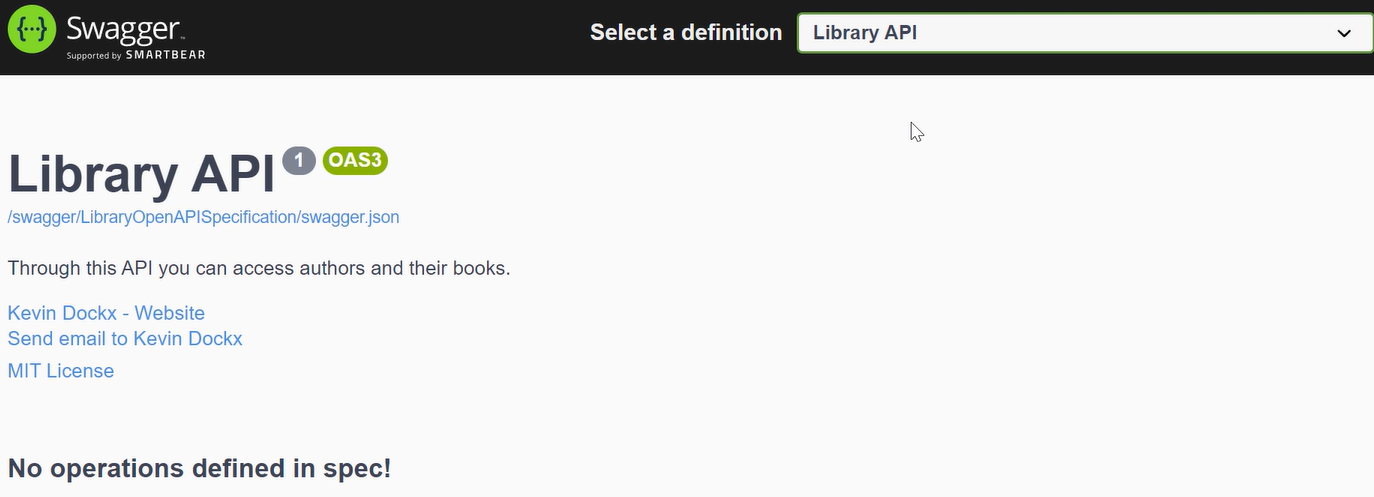 {···} Swagger™
Supported by SMARTBEAR
Select a definition
Library API
Library API 1 OAS3
/swagger/LibraryOpenAPISpecification/swagger.json
Through this API you can access authors and their books.
Kevin Dockx - Website
Send email to Kevin Dockx
MIT License
No operations defined in spec!